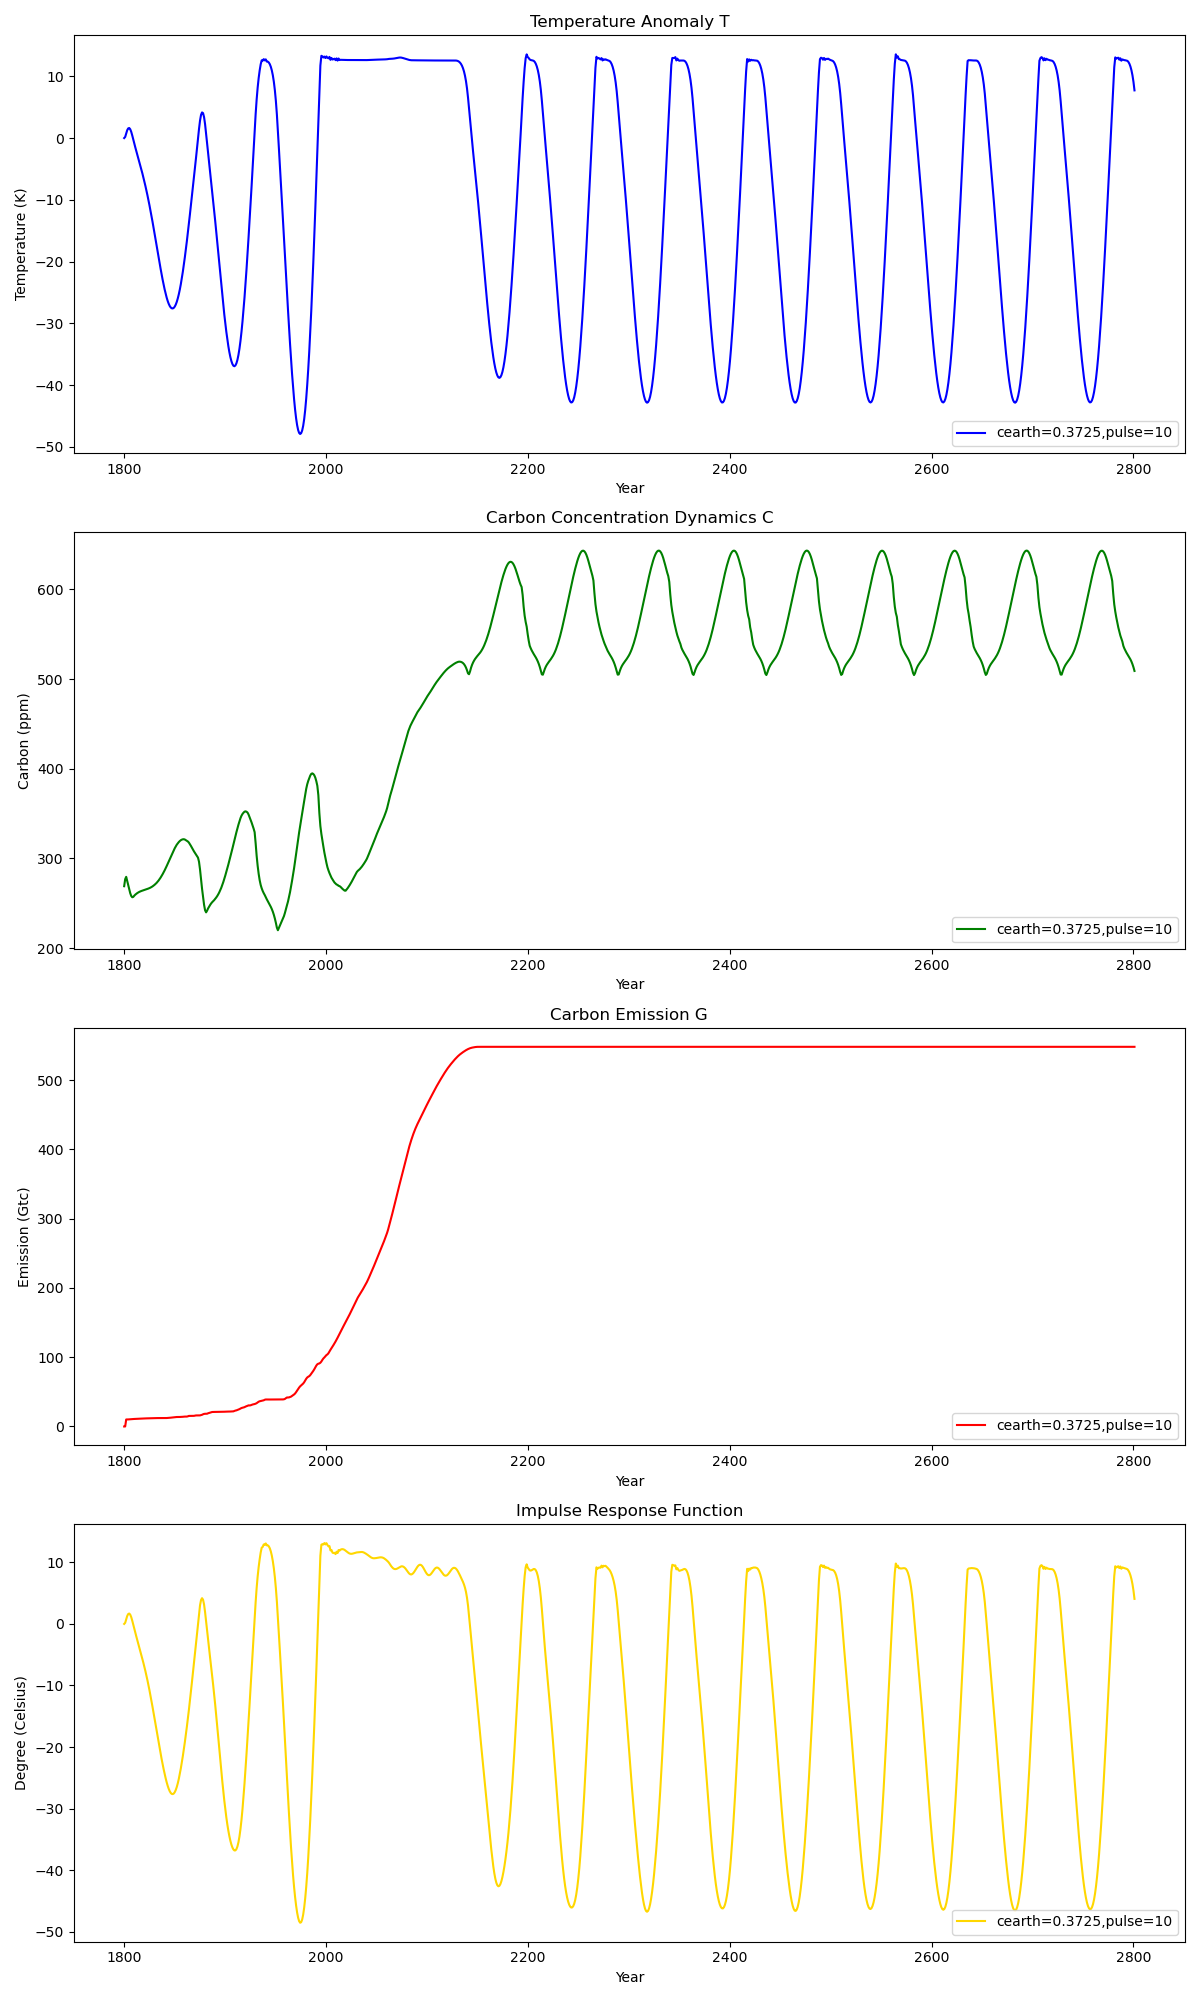 Temperature Anomaly T
10
0
−10
−20
−30
−40
−50
Temperature (K)
cearth=0.3725,pulse=10
1800 2000 2200 2400 2600 2800
Year
Carbon Concentration Dynamics C
600
500
400
300
200
Carbon (ppm)
cearth=0.3725,pulse=10
1800 2000 2200 2400 2600 2800
Year
Carbon Emission G
500
400
300
200
100
0
Emission (Gtc)
cearth=0.3725,pulse=10
1800 2000 2200 2400 2600 2800
Year
Impulse Response Function
10
0
−10
−20
−30
−40
−50
Degree (Celsius)
cearth=0.3725,pulse=10
1800 2000 2200 2400 2600 2800
Year